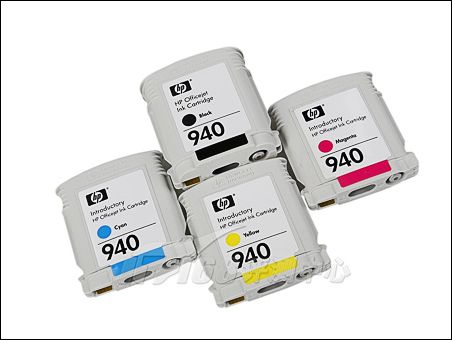 hp
HP Officejet
Ink Cartridge
Black
940
hp
Introductory
HP Officejet Ink Cartridge
Magenta
940
hp
Introductory
HP Officejet Ink Cartridge
Cyan
940
hp
Introductory
HP Officejet Ink Cartridge
Yellow
940